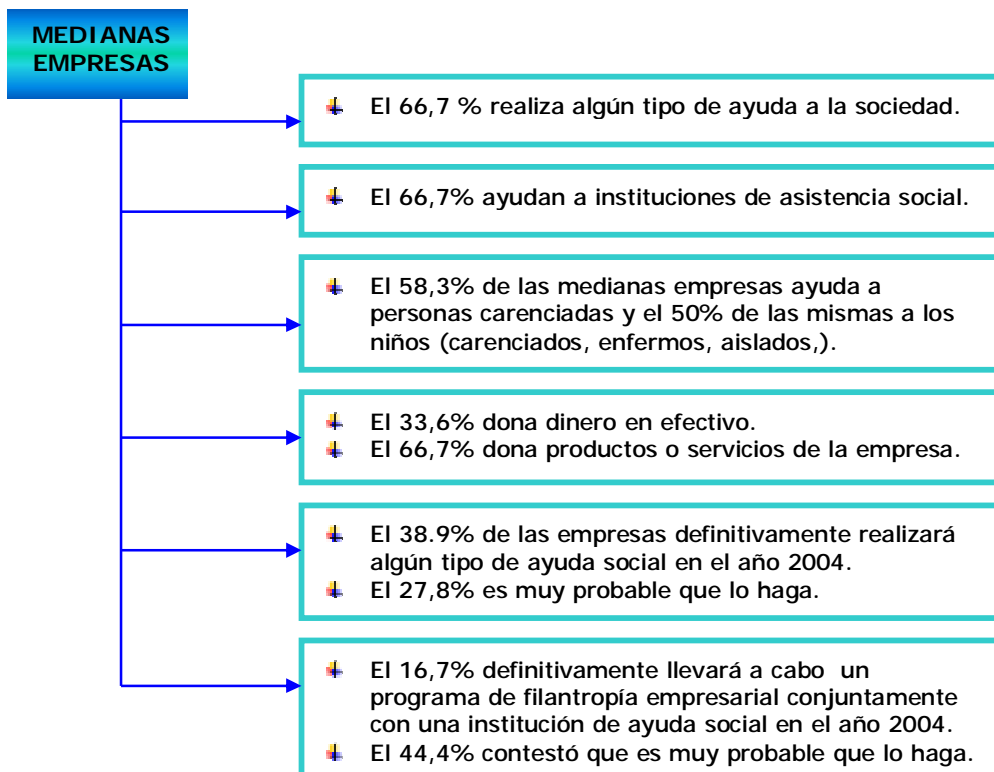 MEDIANAS
EMPRESAS
El 66,7 % realiza algún tipo de ayuda a la sociedad.
El 66,7% ayudan a instituciones de asistencia social.
El 58,3% de las medianas empresas ayuda a
personas carenciadas y el 50% de las mismas a los
niños (carenciados, enfermos, aislados,).
El 33,6% dona dinero en efectivo.
El 66,7% dona productos o servicios de la empresa.
El 38.9% de las empresas definitivamente realizará
algún tipo de ayuda social en el año 2004.
El 27,8% es muy probable que lo haga.
El 16,7% definitivamente llevará a cabo un
programa de filantropía empresarial conjuntamente
con una institución de ayuda social en el año 2004.
El 44,4% contestó que es muy probable que lo haga.